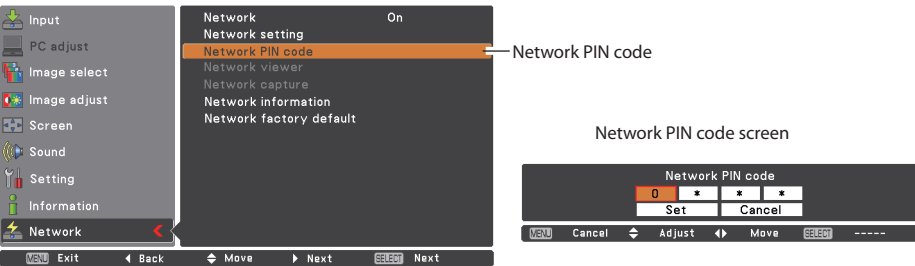 Input
PC adjust
Image select
Image adjust
Screen
Sound
Setting
Information
Network
Network On
Network setting
Network PIN code
Network viewer
Network capture
Network information
Network factory default
MENU Exit Back Move Next SELECT Next
Network PIN code
Network PIN code screen
Network PIN code
0 * * *
Set Cancel
MENU Cancel Adjust Move SELECT -----